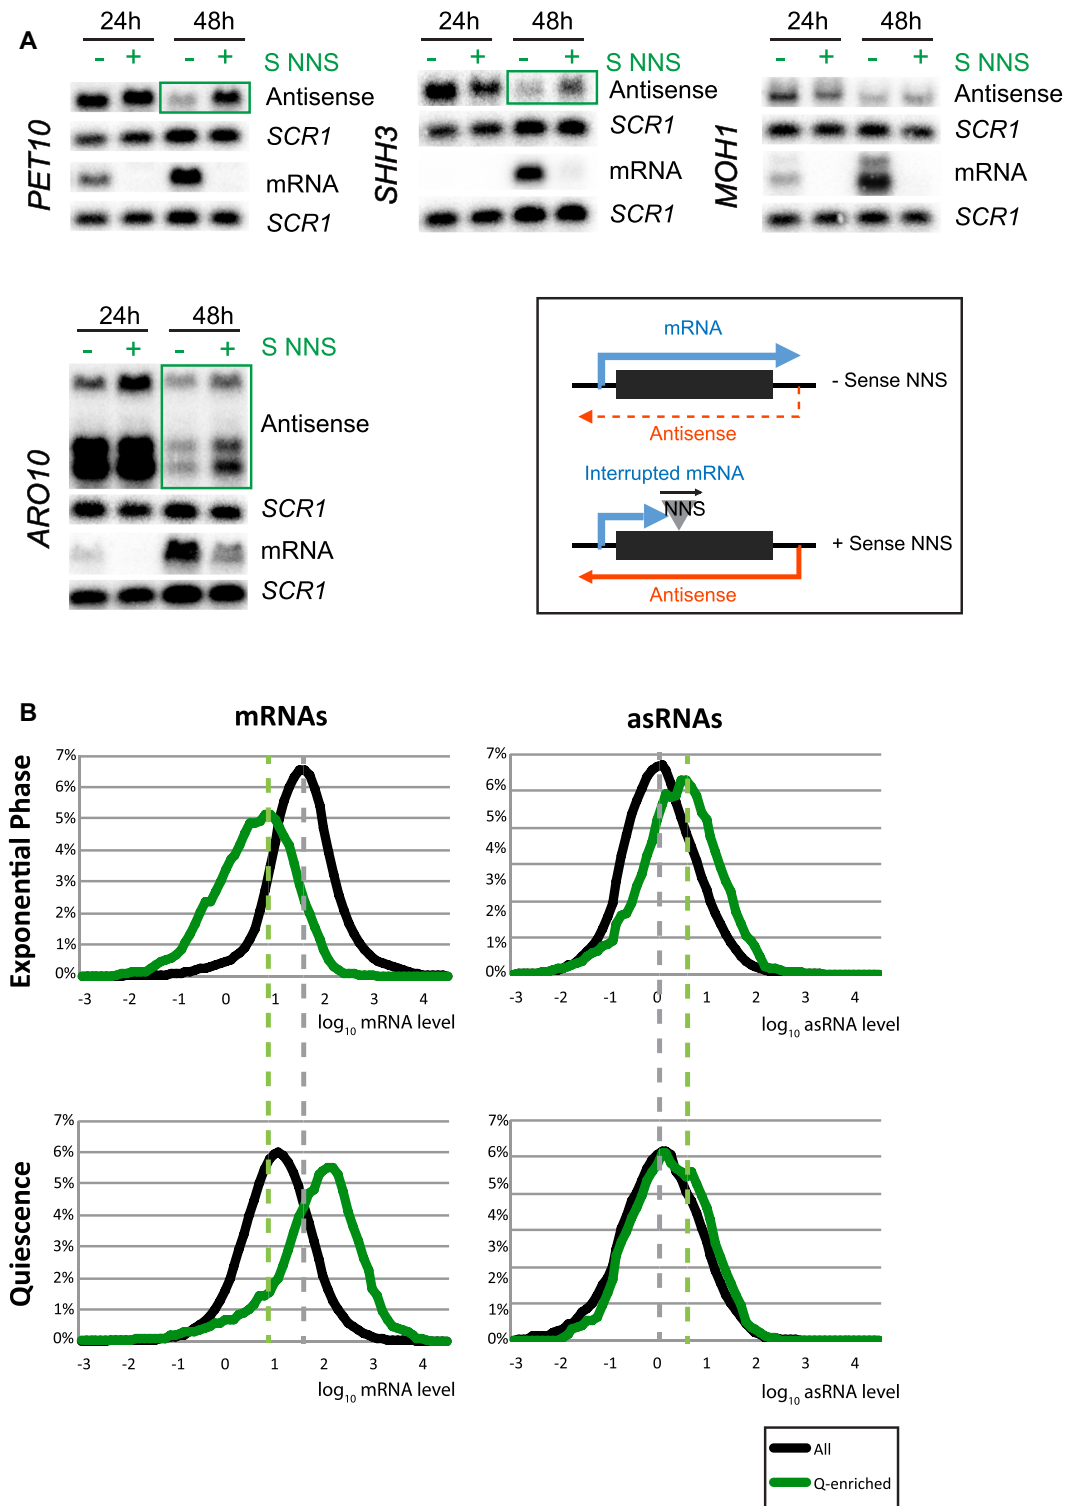 A
24h 48h
- + - + S NNS
PET10
Antisense
SCR1
mRNA
SCR1
24h 48h
- + - + S NNS
SHH3
Antisense
SCR1
mRNA
SCR1
24h 48h
- + - + S NNS
MOH1
Antisense
SCR1
mRNA
SCR1
24h 48h
- + - + S NNS
ARO10
Antisense
SCR1
mRNA
SCR1
mRNA
- Sense NNS
Antisense
Interrupted mRNA
NNS
+ Sense NNS
Antisense
B
mRNAs
asRNAs
Exponential Phase
7%
6%
5%
4%
3%
2%
1%
0%
-3 -2 -1 0 1 2 3 4
log10 mRNA level
7%
6%
5%
4%
3%
2%
1%
0%
-3 -2 -1 0 1 2 3 4
log10 asRNA level
Quiescence
7%
6%
5%
4%
3%
2%
1%
0%
-3 -2 -1 0 1 2 3 4
log10 mRNA level
7%
6%
5%
4%
3%
2%
1%
0%
-3 -2 -1 0 1 2 3 4
log10 asRNA level
All
Q-enriched